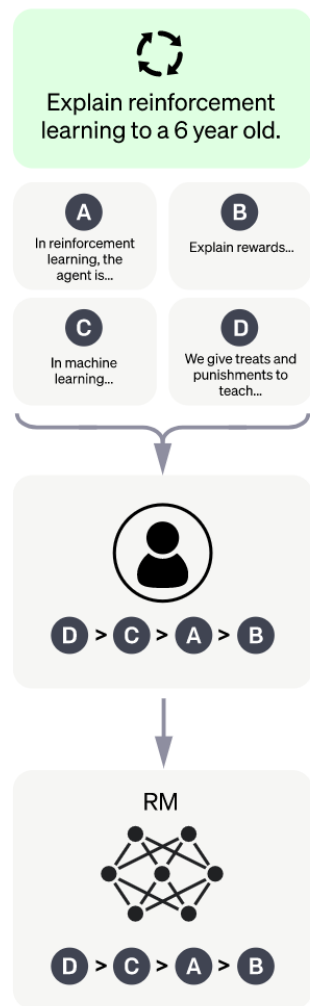 Explain reinforcement
learning to a 6 year old.
A
B
In reinforcement
learning, the
agent is...
Explain rewards...
C
D
In machine
learning...
We give treats and
punishments to
teach...
D > C > A > B
RM
D > C > A > B